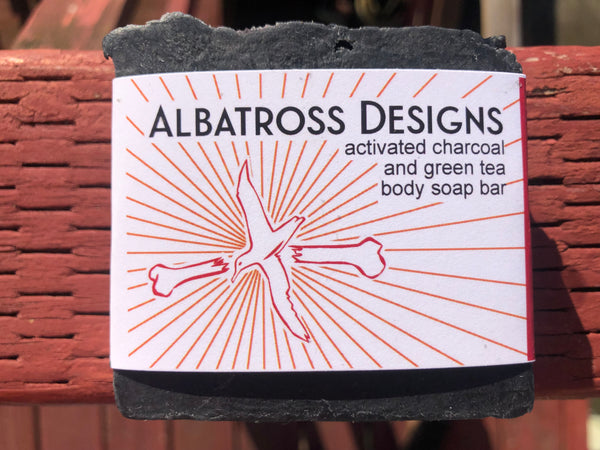 ALBATROSS DESIGNS
activated charcoal
and green tea
body soap bar